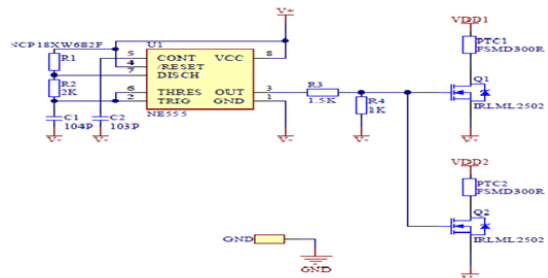 V+
VDD1
NCP18XW682F
U1
PTC1
FSMD300R
R1
5 CONT VCC 8
4 /RESET
7 DISCH
Q1
R2
2K
6 THRES OUT 3
2 TRIG GND 1
R3
1.5K
R4
1K
IRLML2502
C1
104P
C2
103P
NE555
V-
V-
V-
V-
V-
VDD2
PTC2
FSMD300R
Q2
IRLML2502
GND
GND